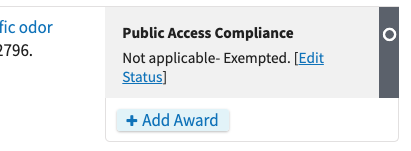 Public Access Compliance
fic odor
Not applicable- Exempted. [Edit
2796.
Status]
+ Add Award